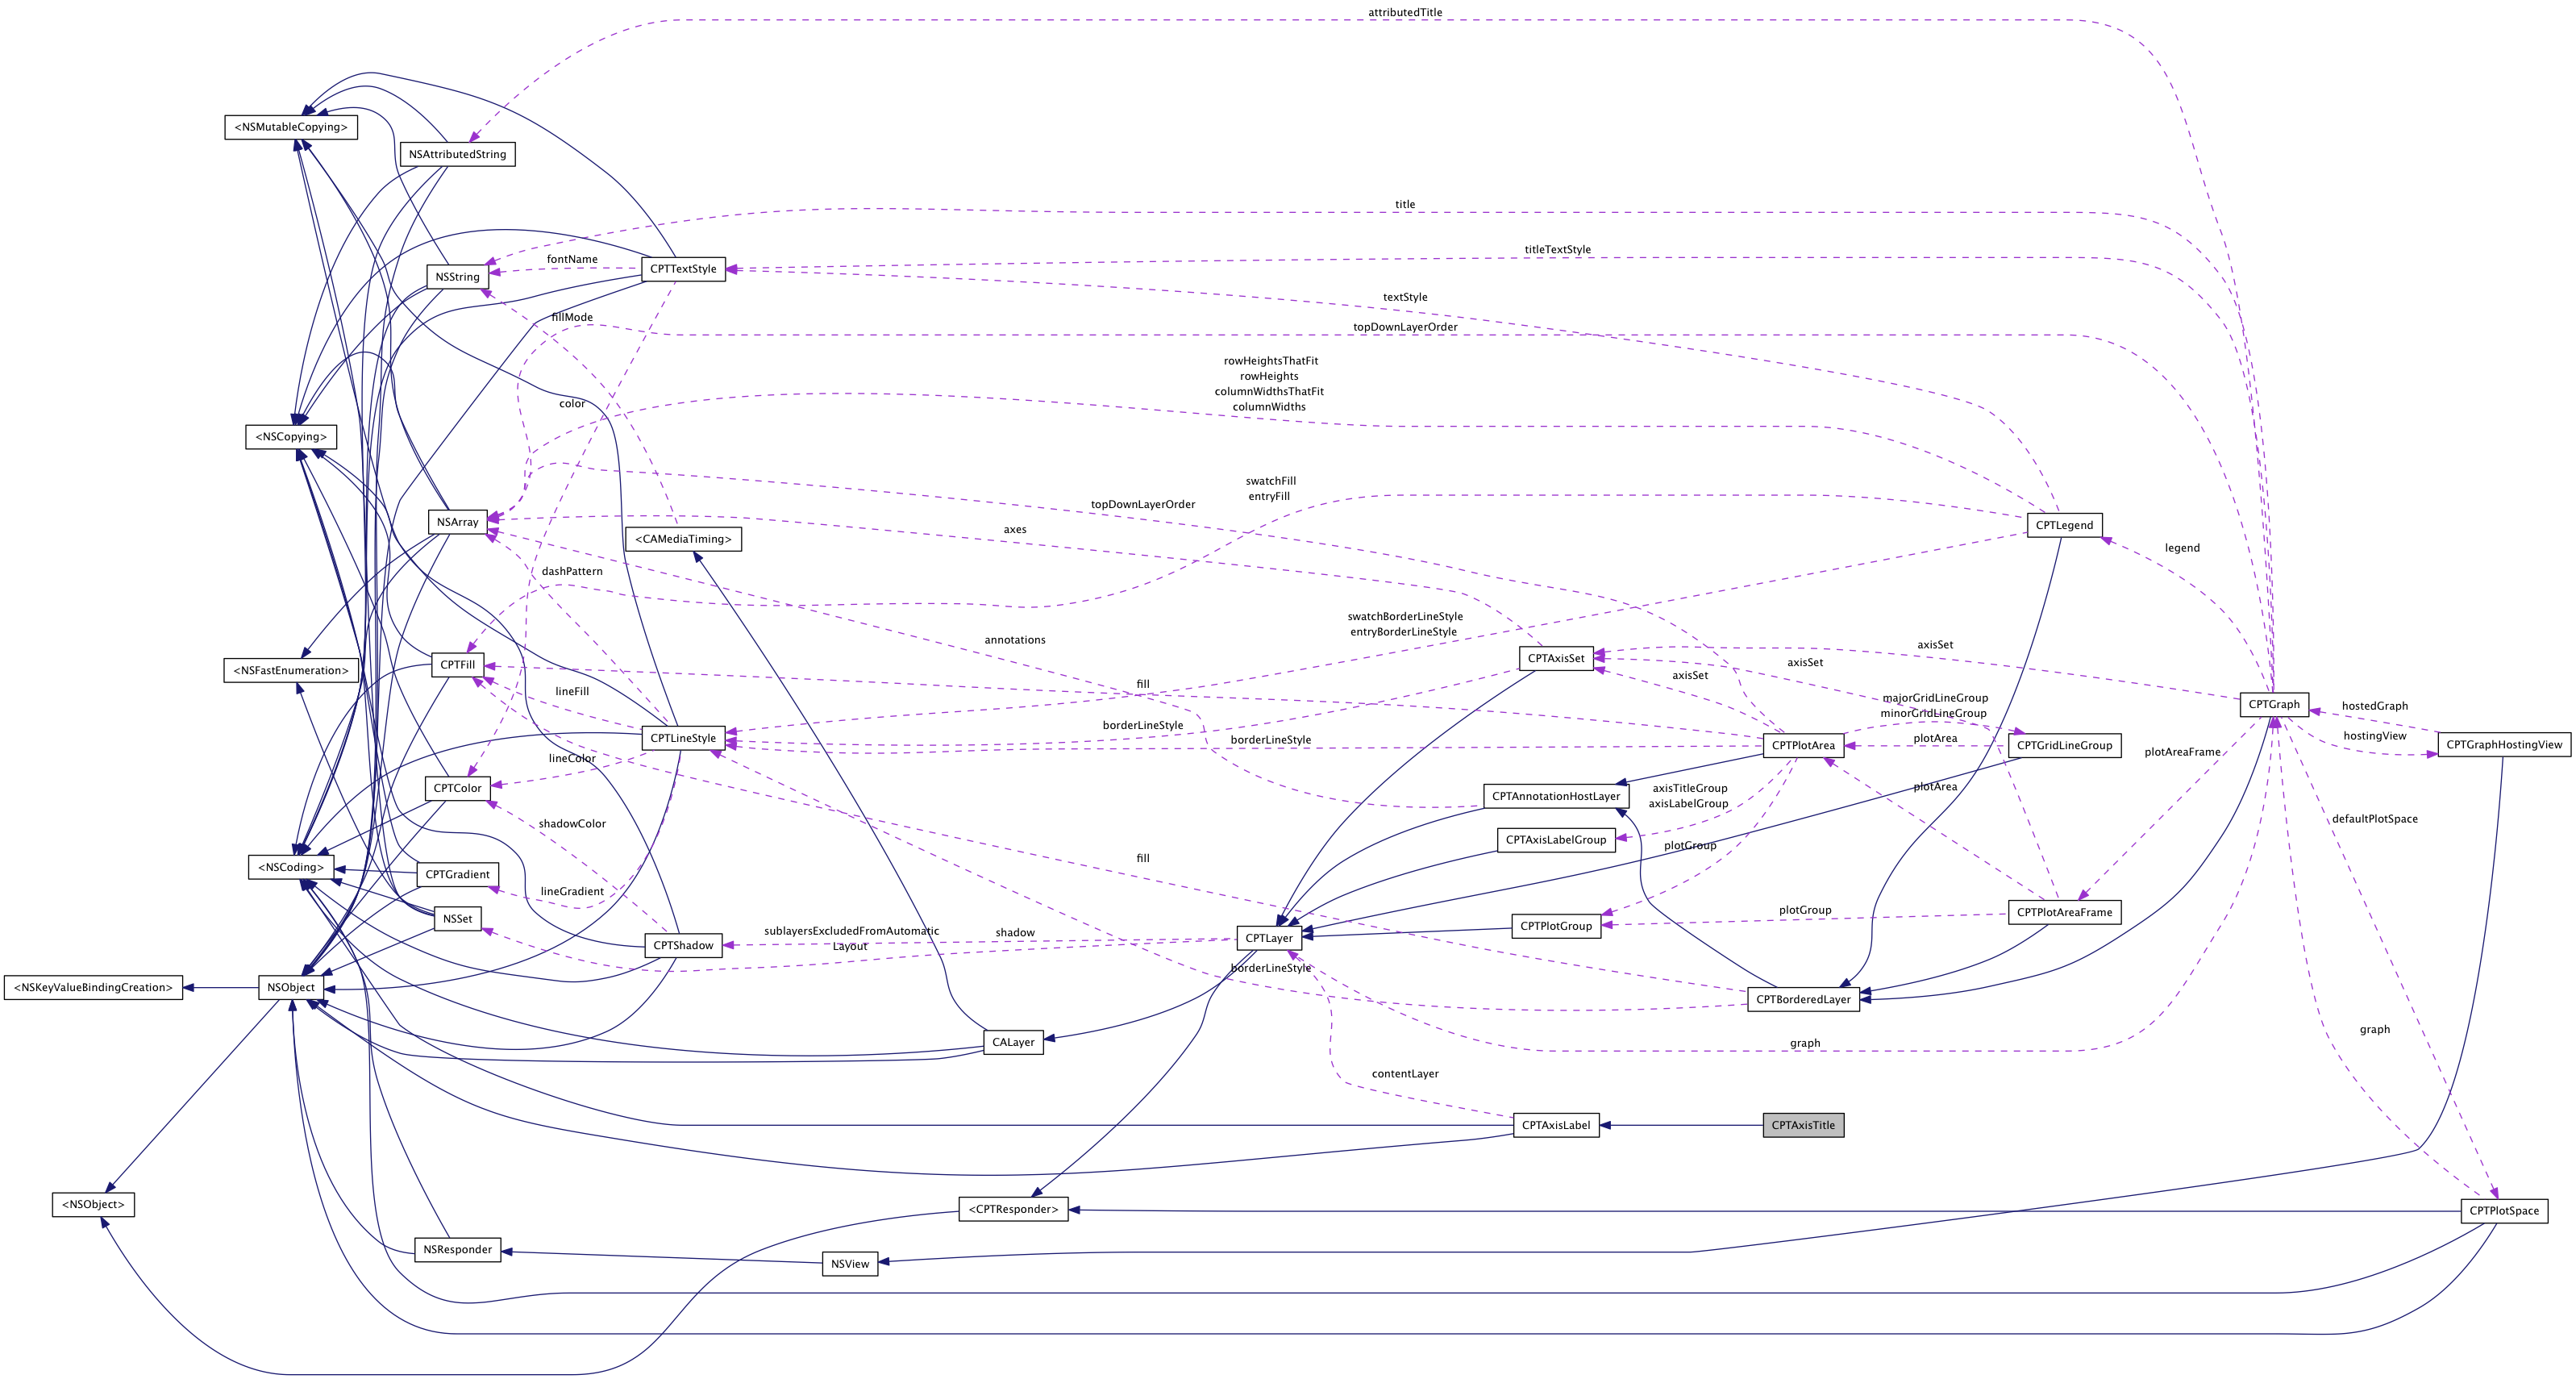 attributedTitle
<NSMutableCopying>
NSAttributedString
title
titleTextStyle
fontName
CPTTextStyle
NSString
textStyle
fillMode
topDownLayerOrder
rowHeightsThatFit
rowHeights
columnWidthsThatFit
columnWidths
color
<NSCopying>
swatchFill
entryFill
topDownLayerOrder
NSArray
axes
CPTLegend
<CAMediaTiming>
legend
dashPattern
swatchBorderLineStyle
entryBorderLineStyle
annotations
axisSet
<NSFastEnumeration>
CPTFill
CPTAxisSet
axisSet
axisSet
fill
lineFill
majorGridLineGroup
minorGridLineGroup
CPTGraph
hostedGraph
borderLineStyle
hostingView
CPTLineStyle
borderLineStyle
CPTPlotArea
plotArea
CPTGridLineGroup
CPTGraphHostingView
plotAreaFrame
lineColor
CPTColor
plotArea
CPTAnnotationHostLayer
axisTitleGroup
axisLabelGroup
shadowColor
defaultPlotSpace
CPTAxisLabelGroup
plotGroup
fill
<NSCoding>
CPTGradient
lineGradient
NSSet
plotGroup
CPTPlotAreaFrame
CPTPlotGroup
sublayersExcludedFromAutomatic
Layout
shadow
CPTShadow
CPTLayer
borderLineStyle
<NSKeyValueBindingCreation>
NSObject
CPTBorderedLayer
graph
CALayer
graph
contentLayer
CPTAxisLabel
CPTAxisTitle
<NSObject>
<CPTResponder>
CPTPlotSpace
NSResponder
NSView